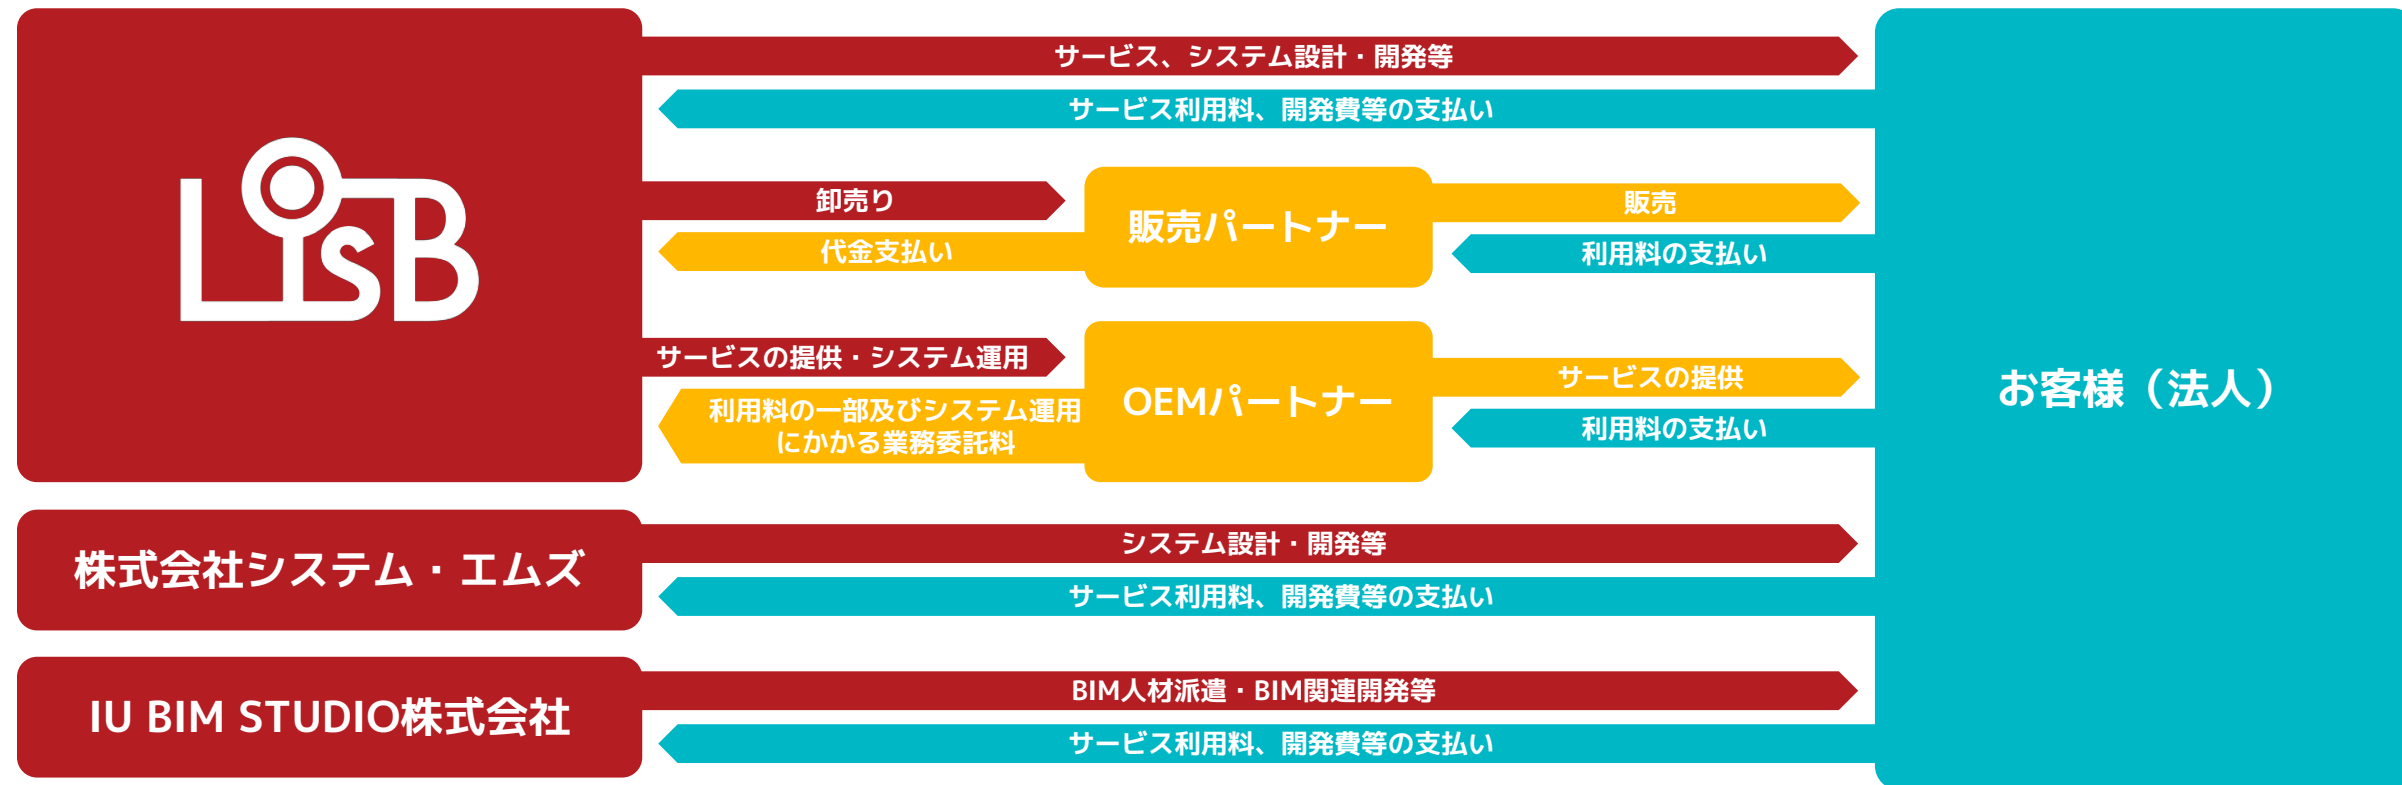 LisB
サービス、システム設計・開発等
サービス利用料、開発費等の支払い
卸売り
代金支払い
販売パートナー
販売
利用料の支払い
サービスの提供・システム運用
利用料の一部及びシステム運用
にかかる業務委託料
OEMパートナー
サービスの提供
利用料の支払い
お客様（法人）
株式会社システム・エムズ
システム設計・開発等
サービス利用料、開発費等の支払い
IU BIM STUDIO株式会社
BIM人材派遣・BIM関連開発等
サービス利用料、開発費等の支払い